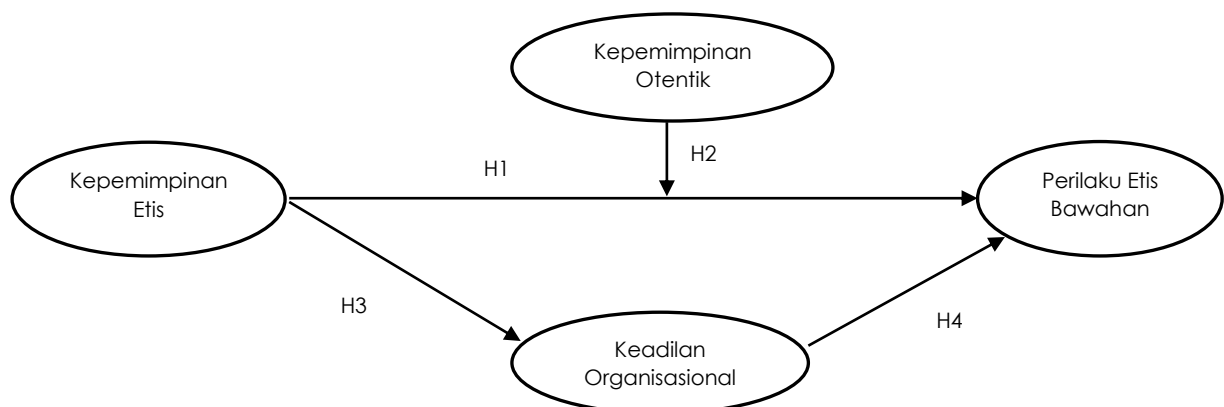 Kepemimpinan
Otentik
H1
H2
Kepemimpinan
Etis
Perilaku Etis
Bawahan
H3
H4
Keadilan
Organisasional